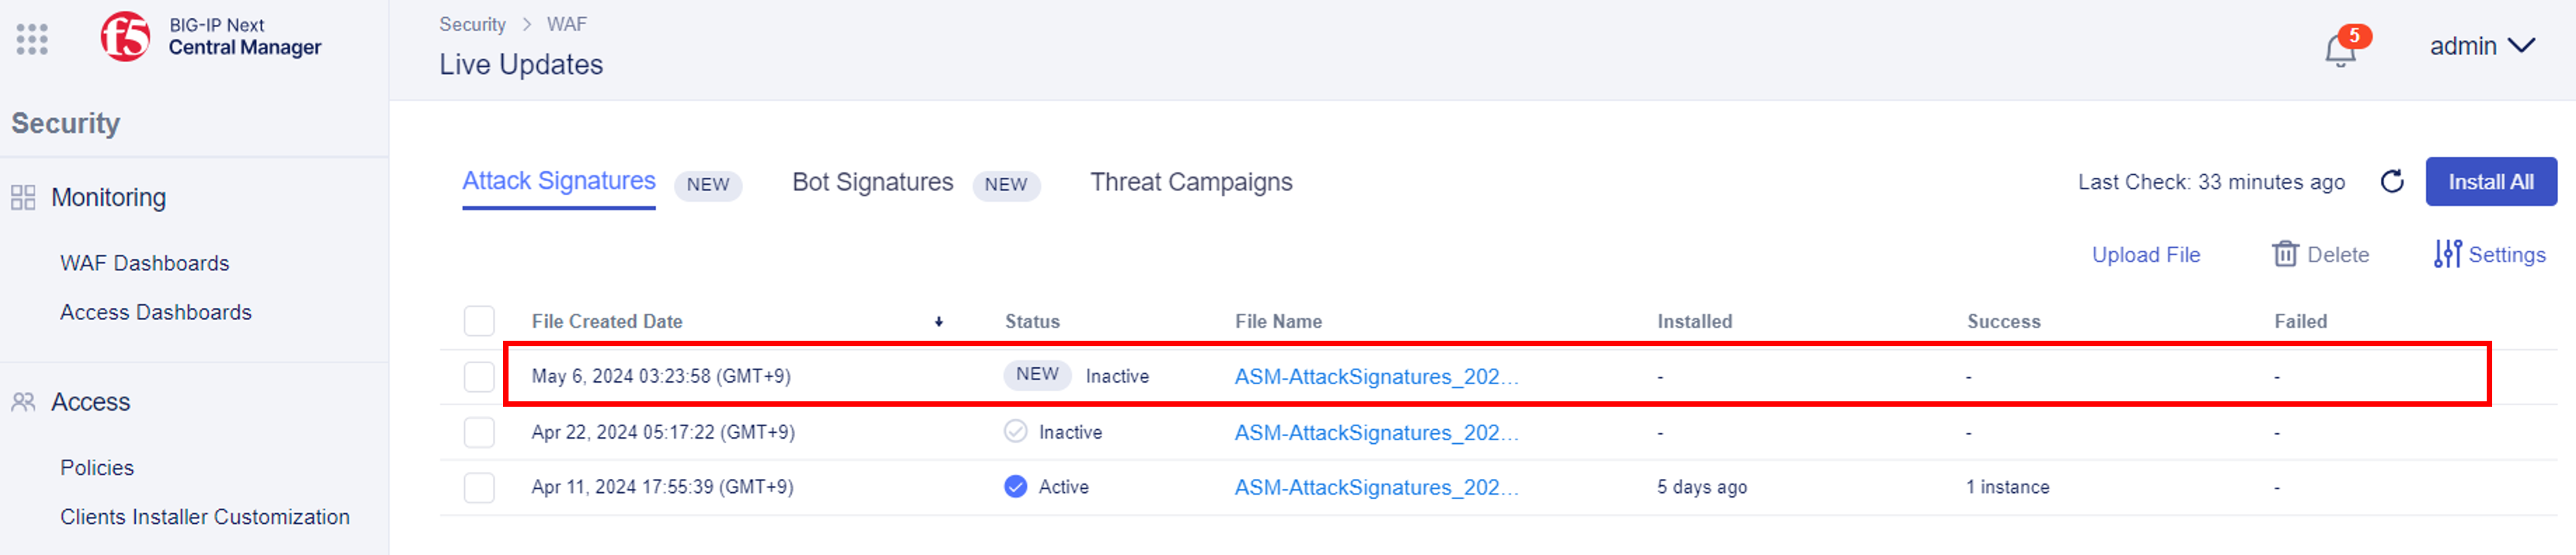 f5
BIG-IP Next
Central Manager
Security > WAF
Live Updates
5
admin
Security
Monitoring
WAF Dashboards
Access Dashboards
Access
Policies
Clients Installer Customization
Attack Signatures NEW Bot Signatures NEW Threat Campaigns Last Check: 33 minutes ago Install All
Upload File Delete Settings
File Created Date Status File Name Installed Success Failed
May 6, 2024 03:23:58 (GMT+9) NEW Inactive ASM-AttackSignatures_202... - - -
Apr 22, 2024 05:17:22 (GMT+9) Inactive ASM-AttackSignatures_202... - - -
Apr 11, 2024 17:55:39 (GMT+9) Active ASM-AttackSignatures_202... 5 days ago 1 instance -